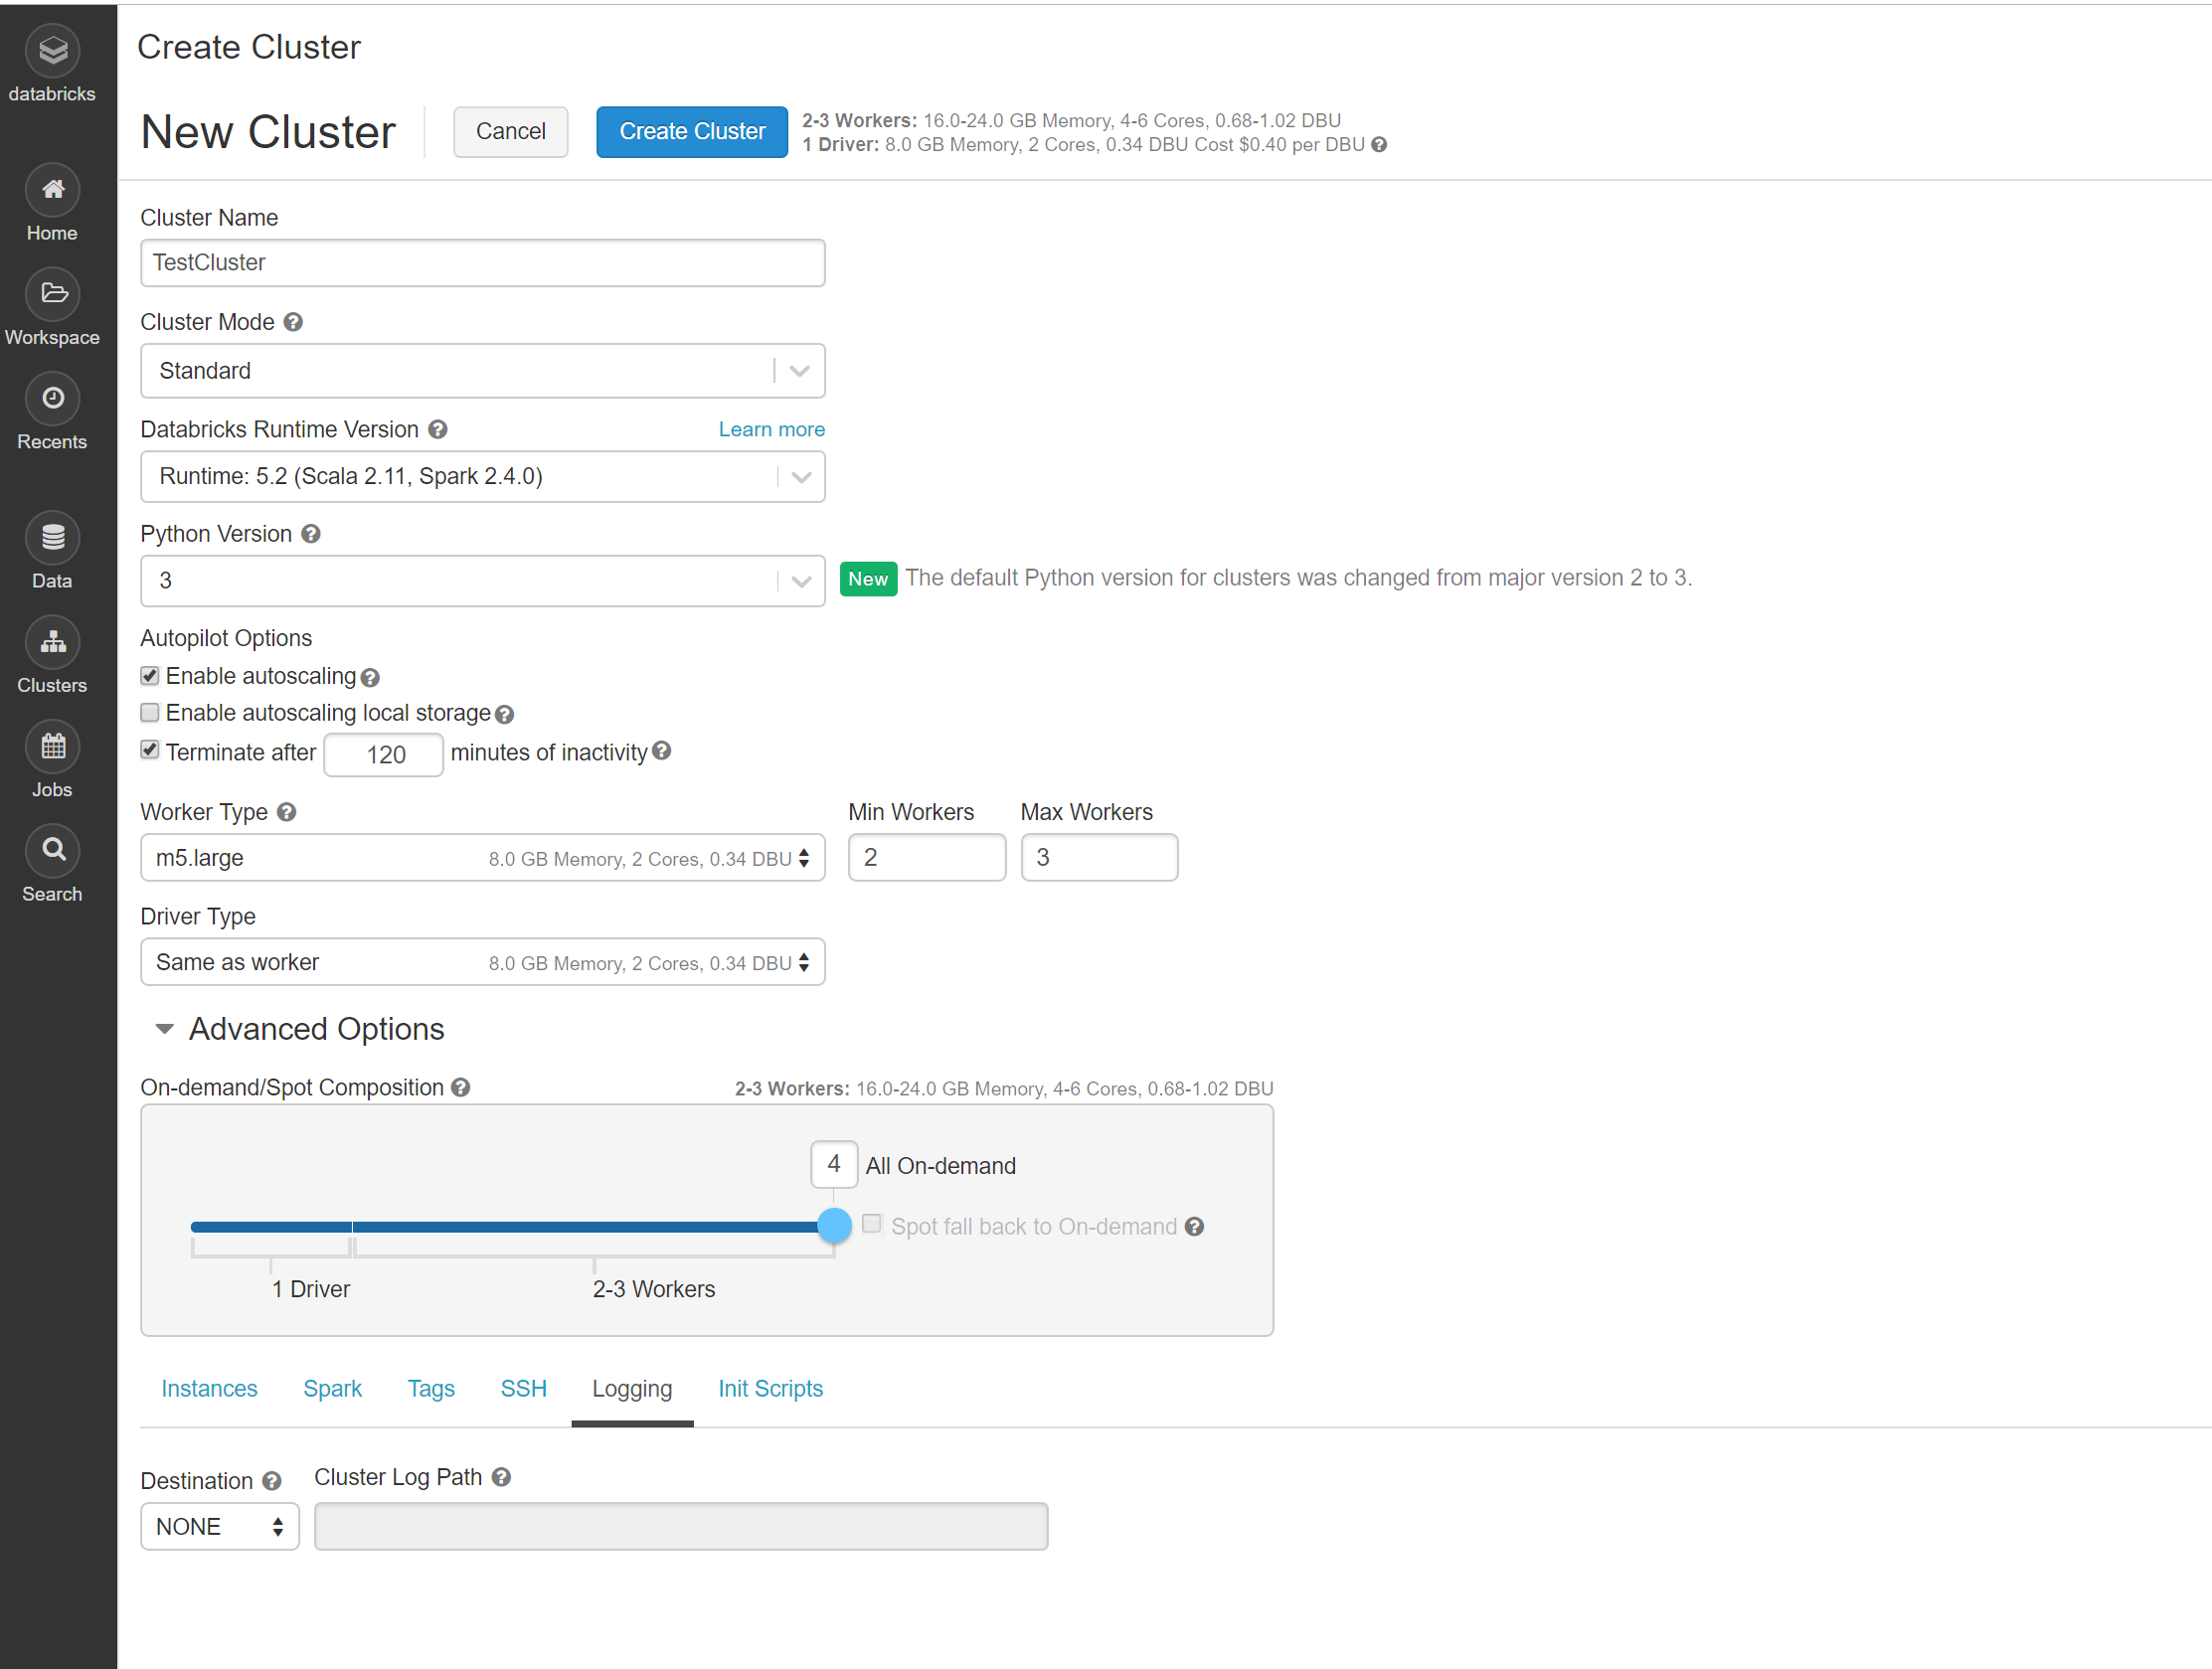 databricks
Home
Workspace
Recents
Data
Clusters
Jobs
Search
Create Cluster
New Cluster
Cancel
Create Cluster
2-3 Workers: 16.0-24.0 GB Memory, 4-6 Cores, 0.68-1.02 DBU
1 Driver: 8.0 GB Memory, 2 Cores, 0.34 DBU Cost $0.40 per DBU
Cluster Name
TestCluster
Cluster Mode
Standard
Databricks Runtime Version
Learn more
Runtime: 5.2 (Scala 2.11, Spark 2.4.0)
Python Version
3
New The default Python version for clusters was changed from major version 2 to 3.
Autopilot Options
Enable autoscaling
Enable autoscaling local storage
Terminate after 120 minutes of inactivity
Worker Type
Min Workers
Max Workers
m5.large 8.0 GB Memory, 2 Cores, 0.34 DBU
2
3
Driver Type
Same as worker 8.0 GB Memory, 2 Cores, 0.34 DBU
Advanced Options
On-demand/Spot Composition
2-3 Workers: 16.0-24.0 GB Memory, 4-6 Cores, 0.68-1.02 DBU
4 All On-demand
Spot fall back to On-demand
1 Driver
2-3 Workers
Instances Spark Tags SSH Logging Init Scripts
Destination
Cluster Log Path
NONE